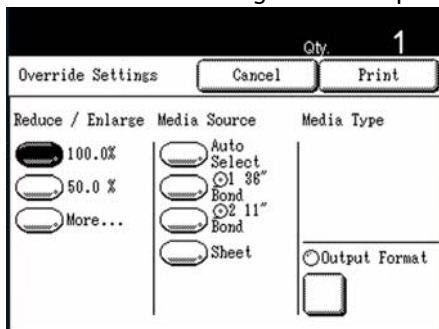 Qty. 1
Override Settings Cancel Print
Reduce / Enlarge Media Source Media Type
100.0%
50.0 %
More...
Auto
Select
1 36″
Bond
2 11″
Bond
Sheet
Output Format